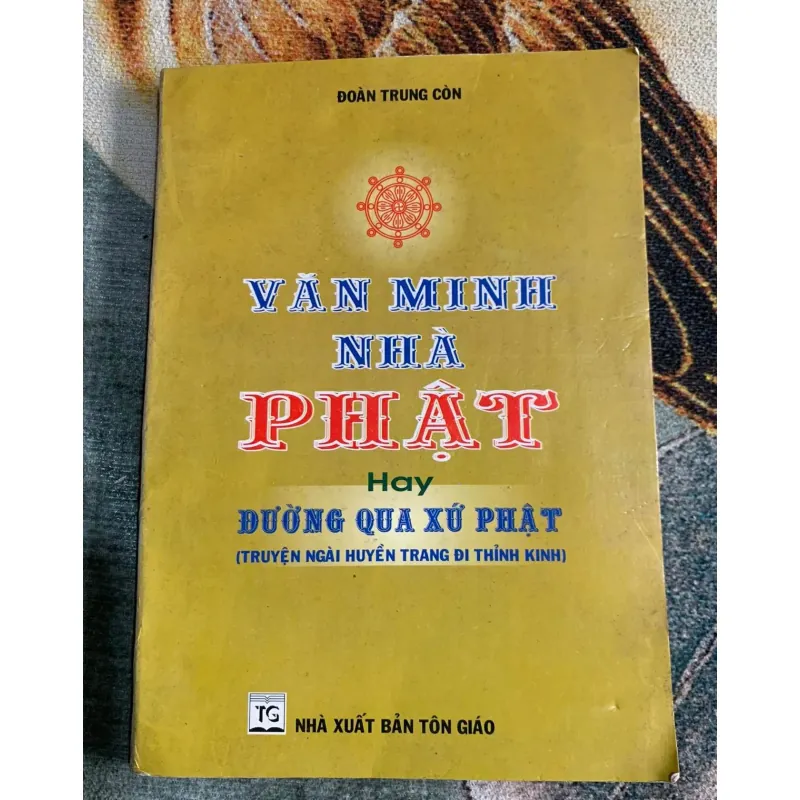 ĐOÀN TRUNG CÒN
VĂN MINH
NHÀ
PHẬT
Hay
ĐƯỜNG QUA XỨ PHẬT
(TRUYỆN NGÀI HUYỀN TRANG ĐI THỈNH KINH)
TG NHÀ XUẤT BẢN TÔN GIÁO